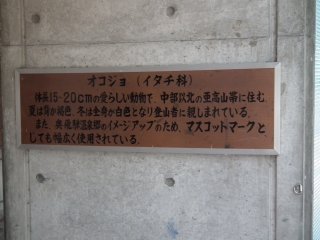 オコジョ（イタチ科）
体長15-20cmの愛らしい動物で、中部以北の亜高山帯に住む。
夏は背が褐色、冬は全身が白色となり登山者に親しまれている。
また、奥飛騨温泉郷のイメージアップのため、マスコットマークと
しても幅広く使用されている。